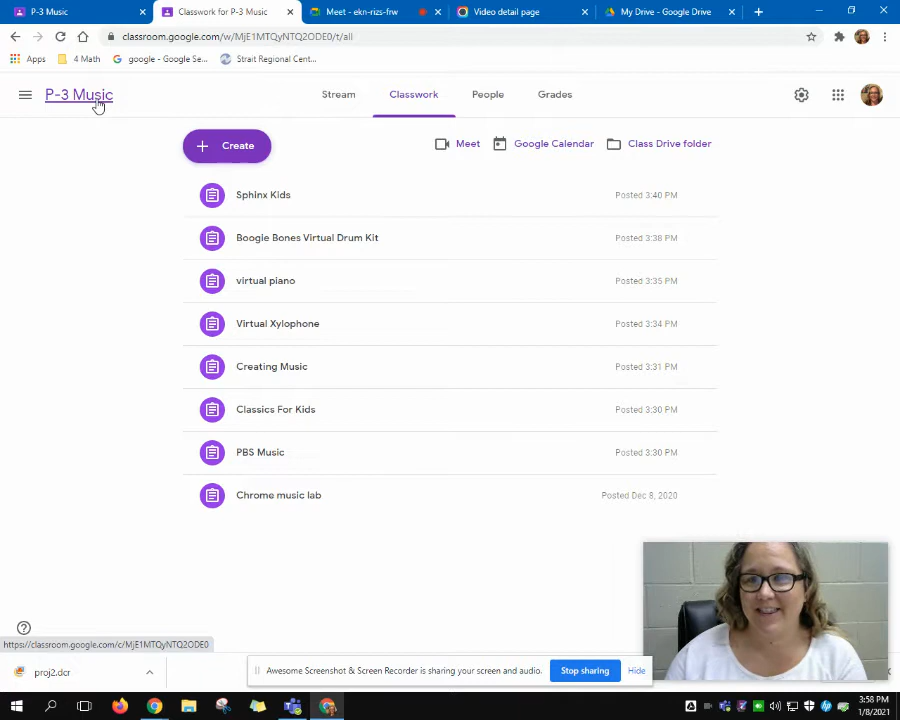 P-3 Music
Classwork for P-3 Music
Meet - ekn-rizs-frw
Video detail page
My Drive - Google Drive
classroom.google.com/w/MjE1MTQyNTQ2ODE0/t/all
Apps
4 Math
google - Google Se...
Strait Regional Cent...
P-3 Music
Stream
Classwork
People
Grades
Create
Meet
Google Calendar
Class Drive folder
Sphinx Kids
Posted 3:40 PM
Boogie Bones Virtual Drum Kit
Posted 3:38 PM
virtual piano
Posted 3:35 PM
Virtual Xylophone
Posted 3:34 PM
Creating Music
Posted 3:31 PM
Classics For Kids
Posted 3:30 PM
PBS Music
Posted 3:30 PM
Chrome music lab
Posted Dec 8, 2020
https://classroom.google.com/c/MjE1MTQyNTQ2ODE0
proj2.dcr
Awesome Screenshot & Screen Recorder is sharing your screen and audio.
Stop sharing
Hide
3:58 PM
1/8/2021